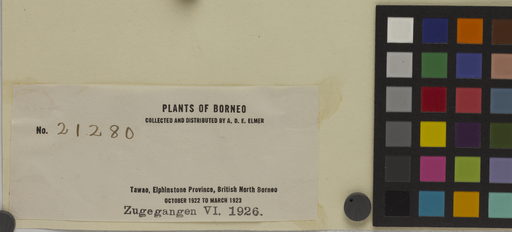 PLANTS OF BORNEO
COLLECTED AND DISTRIBUTED BY A. D. E. ELMER
No. 21280
Tawao, Elphinstone Province, British North Borneo
OCTOBER 1922 TO MARCH 1923
Zugegangen VI. 1926.